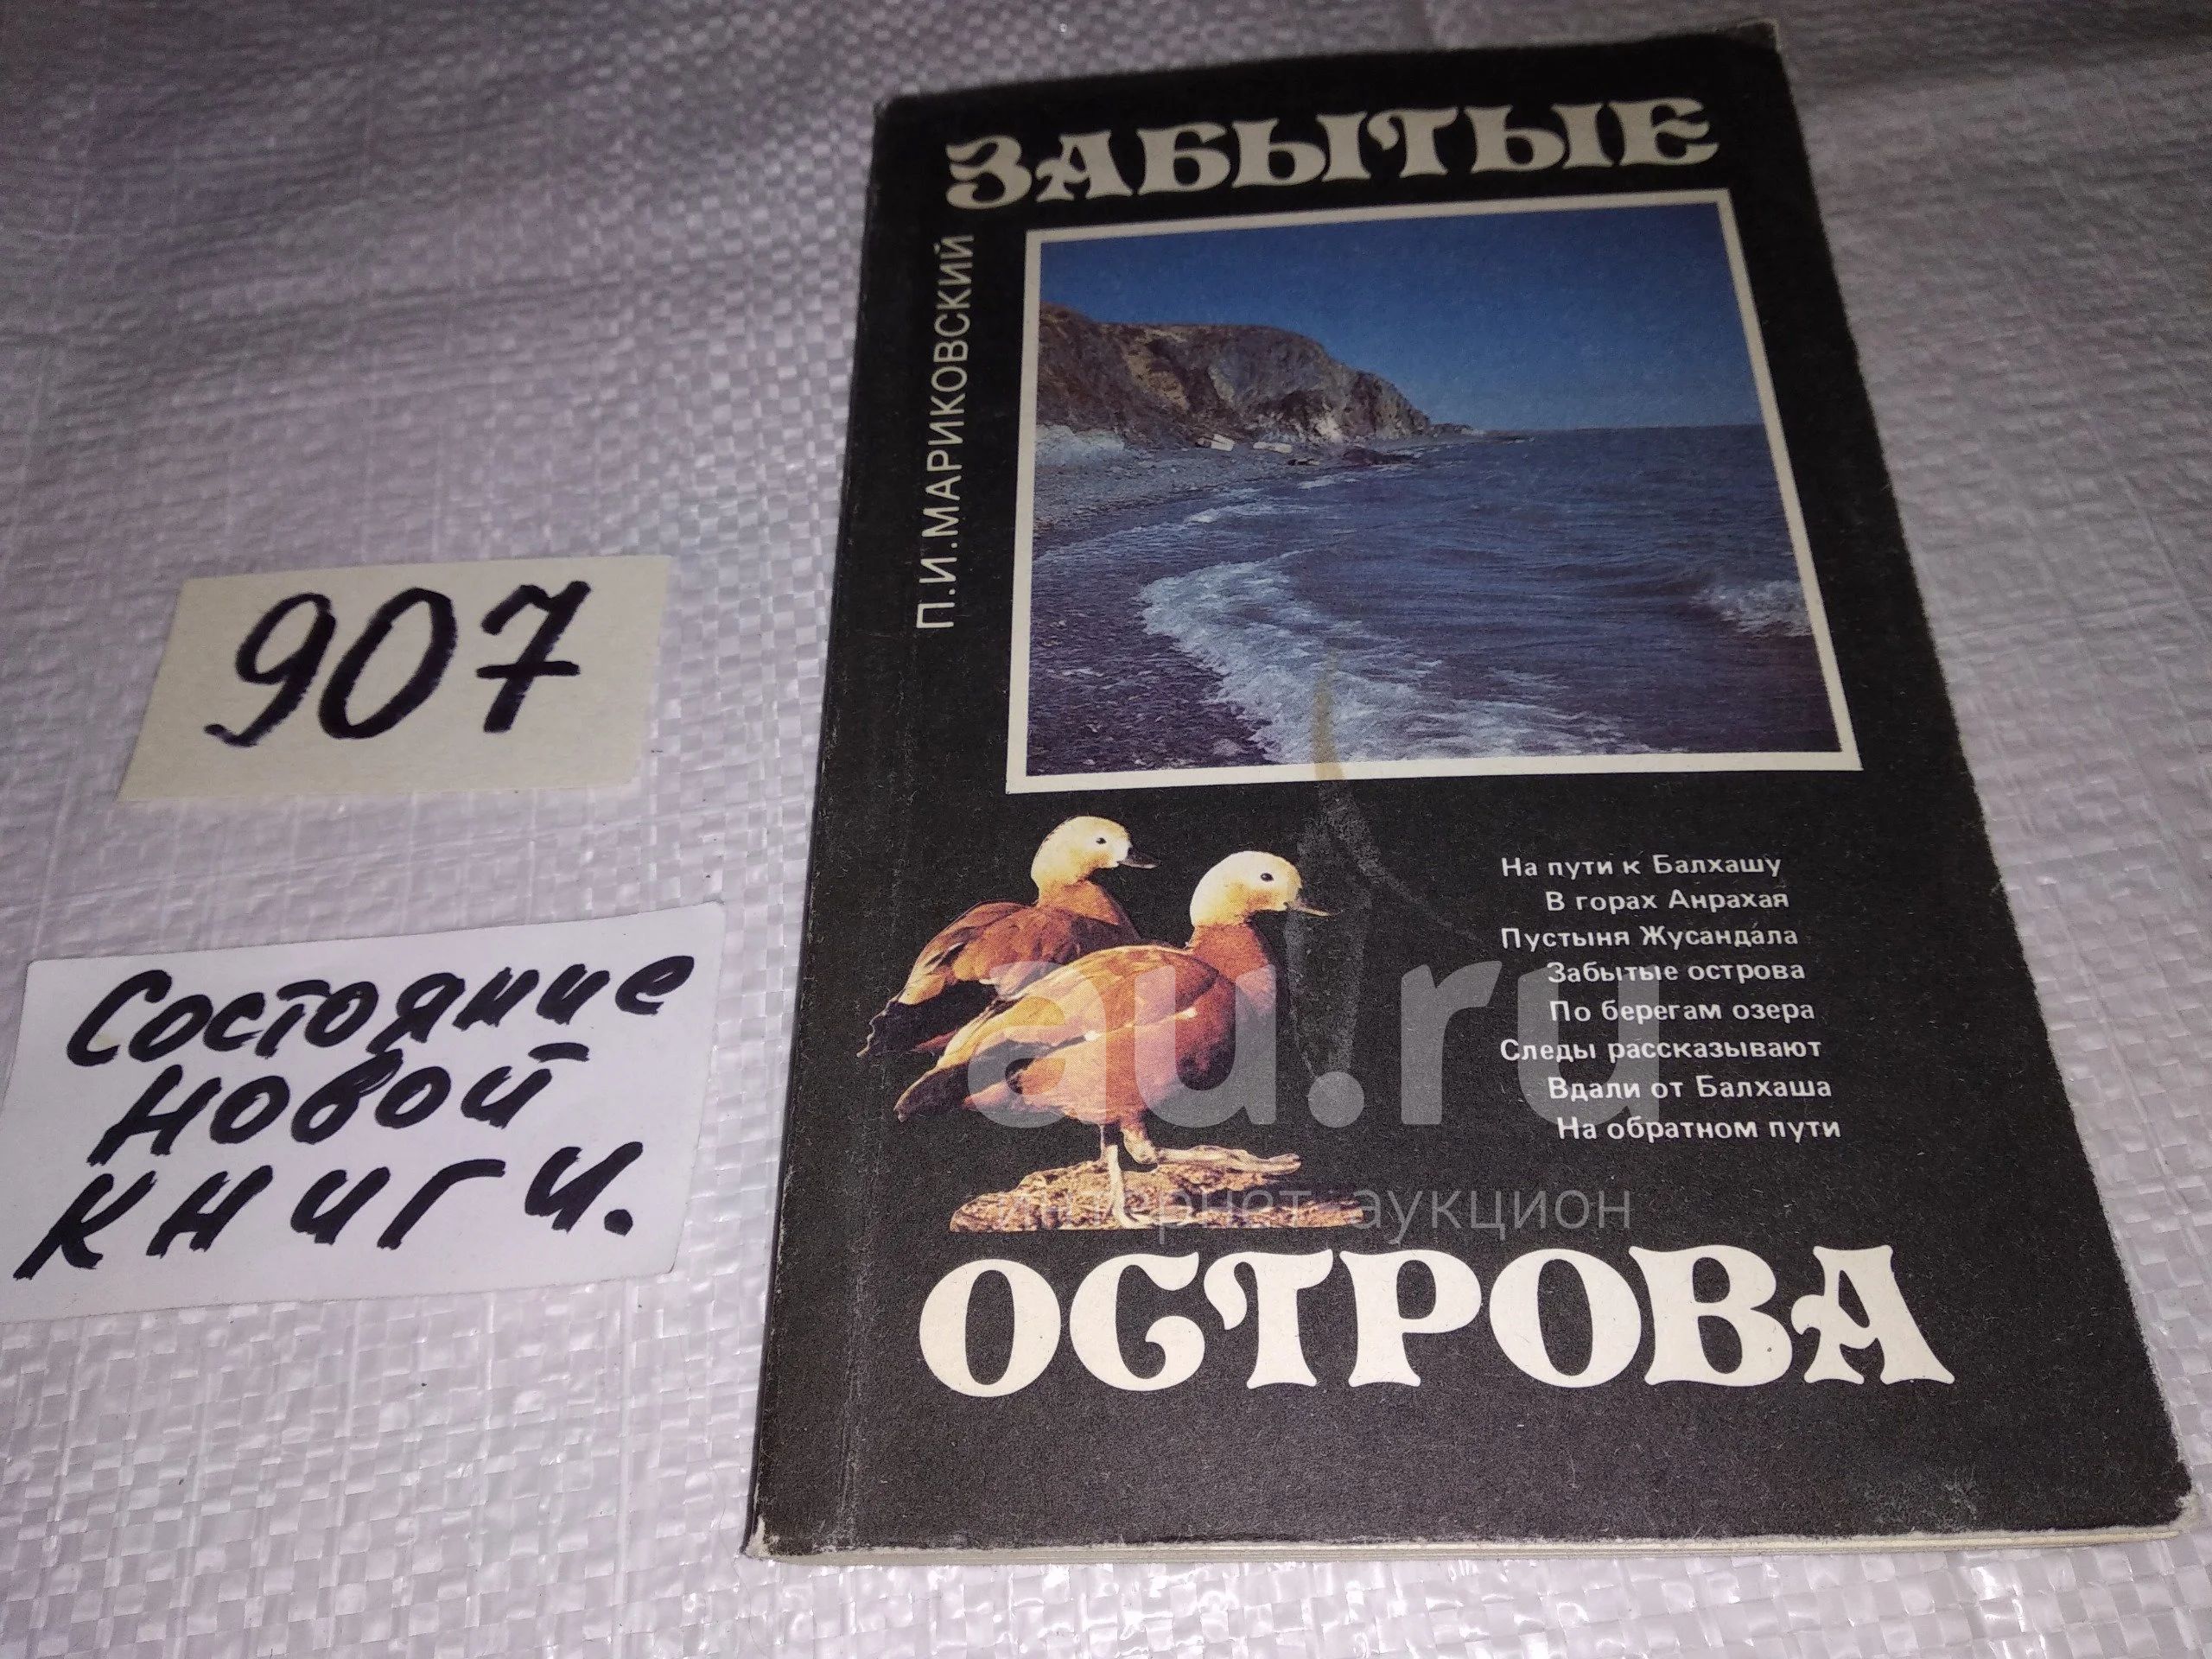 ЗАБЫТЫЕ
П.И.МАРИКОВСКИЙ
907
Состояние
новой
книги.
На пути к Балхашу
В горах Анрахая
Пустыня Жусандала
Забытые острова
По берегам озера
Следы рассказывают
Вдали от Балхаша
На обратном пути
au.ru
интернет аукцион
ОСТРОВА